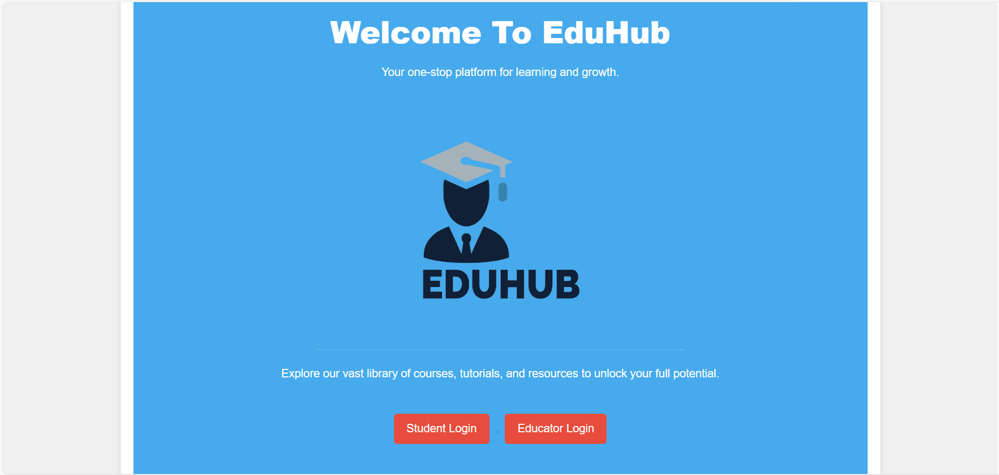 Welcome To EduHub
Your one-stop platform for learning and growth.
EDUHUB
Explore our vast library of courses, tutorials, and resources to unlock your full potential.
Student Login
Educator Login